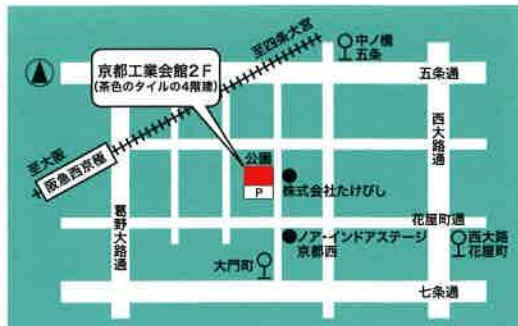 至四条大宮
中ノ橋
五条
京都工業会館2F
(茶色のタイルの4階建)
五条通
西大路通
至大阪
阪急西京極
公園
P
株式会社たけびし
葛野大路通
花屋町通
ノア・インドアステージ
京都西
西大路
花屋町
大門町
七条通